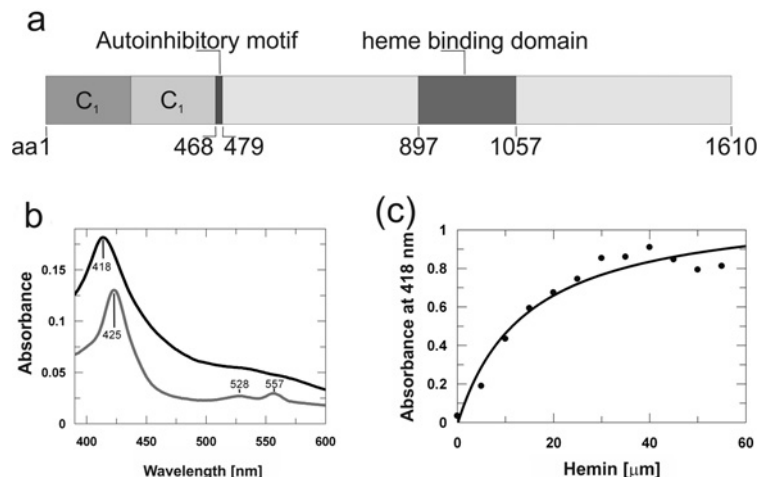 a
Autoinhibitory motif heme binding domain
C₁ C₁
aa1 468 479 897 1057 1610
b
Absorbance
0.15
0.1
0.05
0
418
425
528 557
400 450 500 550 600
Wavelength [nm]
(c)
Absorbance at 418 nm
1
0.8
0.6
0.4
0.2
0
0 10 20 30 40 50 60
Hemin [μm]